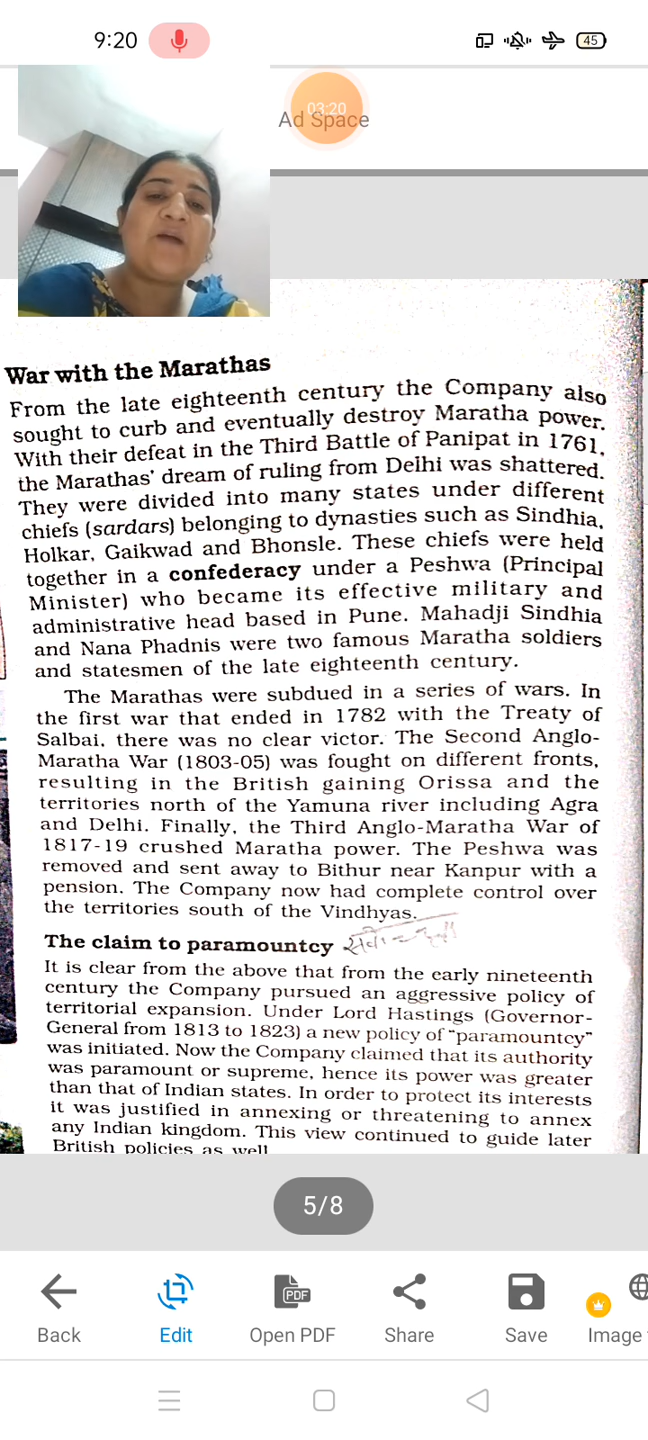 9:20
45
03:20
Ad Space
War with the Marathas
From the late eighteenth century the Company also
sought to curb and eventually destroy Maratha power.
With their defeat in the Third Battle of Panipat in 1761,
the Marathas' dream of ruling from Delhi was shattered.
They were divided into many states under different
chiefs (sardars) belonging to dynasties such as Sindhia,
Holkar, Gaikwad and Bhonsle. These chiefs were held
together in a confederacy under a Peshwa (Principal
Minister) who became its effective military and
administrative head based in Pune. Mahadji Sindhia
and Nana Phadnis were two famous Maratha soldiers
and statesmen of the late eighteenth century.
The Marathas were subdued in a series of wars. In
the first war that ended in 1782 with the Treaty of
Salbai, there was no clear victor. The Second Anglo-
Maratha War (1803-05) was fought on different fronts,
resulting in the British gaining Orissa and the
territories north of the Yamuna river including Agra
and Delhi. Finally, the Third Anglo-Maratha War of
1817-19 crushed Maratha power. The Peshwa was
removed and sent away to Bithur near Kanpur with a
pension. The Company now had complete control over
the territories south of the Vindhyas.
The claim to paramountcy
It is clear from the above that from the early nineteenth
century the Company pursued an aggressive policy of
territorial expansion. Under Lord Hastings (Governor-
General from 1813 to 1823) a new policy of "paramountcy"
was initiated. Now the Company claimed that its authority
was paramount or supreme, hence its power was greater
than that of Indian states. In order to protect its interests
it was justified in annexing or threatening to annex
any Indian kingdom. This view continued to guide later
British policies as well
5/8
Back
Edit
PDF
Open PDF
Share
Save
Image